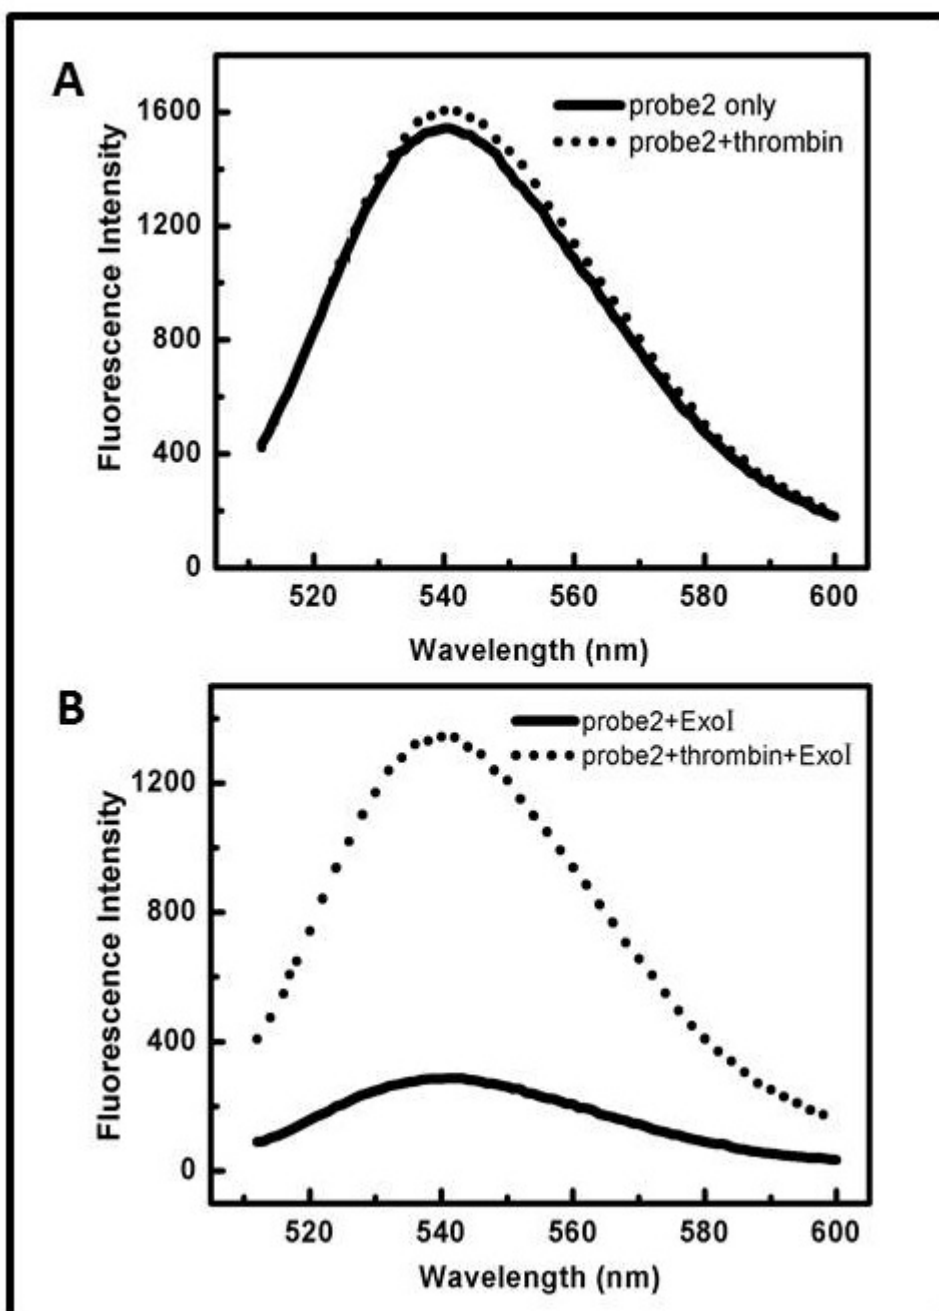 A
1600
1200
800
400
0
Fluorescence Intensity
probe2 only
probe2+thrombin
520 540 560 580 600
Wavelength (nm)
B
1200
800
400
0
Fluorescence Intensity
probe2+ExoI
probe2+thrombin+ExoI
520 540 560 580 600
Wavelength (nm)